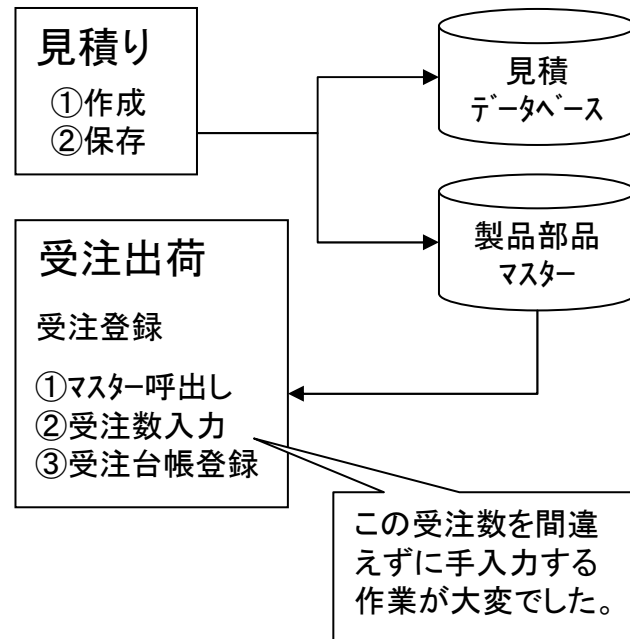 見積り
①作成
②保存
見積
ﾃﾞｰﾀﾍﾞｰｽ
製品部品
ﾏｽﾀｰ
受注出荷
受注登録
①ﾏｽﾀｰ呼出し
②受注数入力
③受注台帳登録
この受注数を間違
えずに手入力する
作業が大変でした。